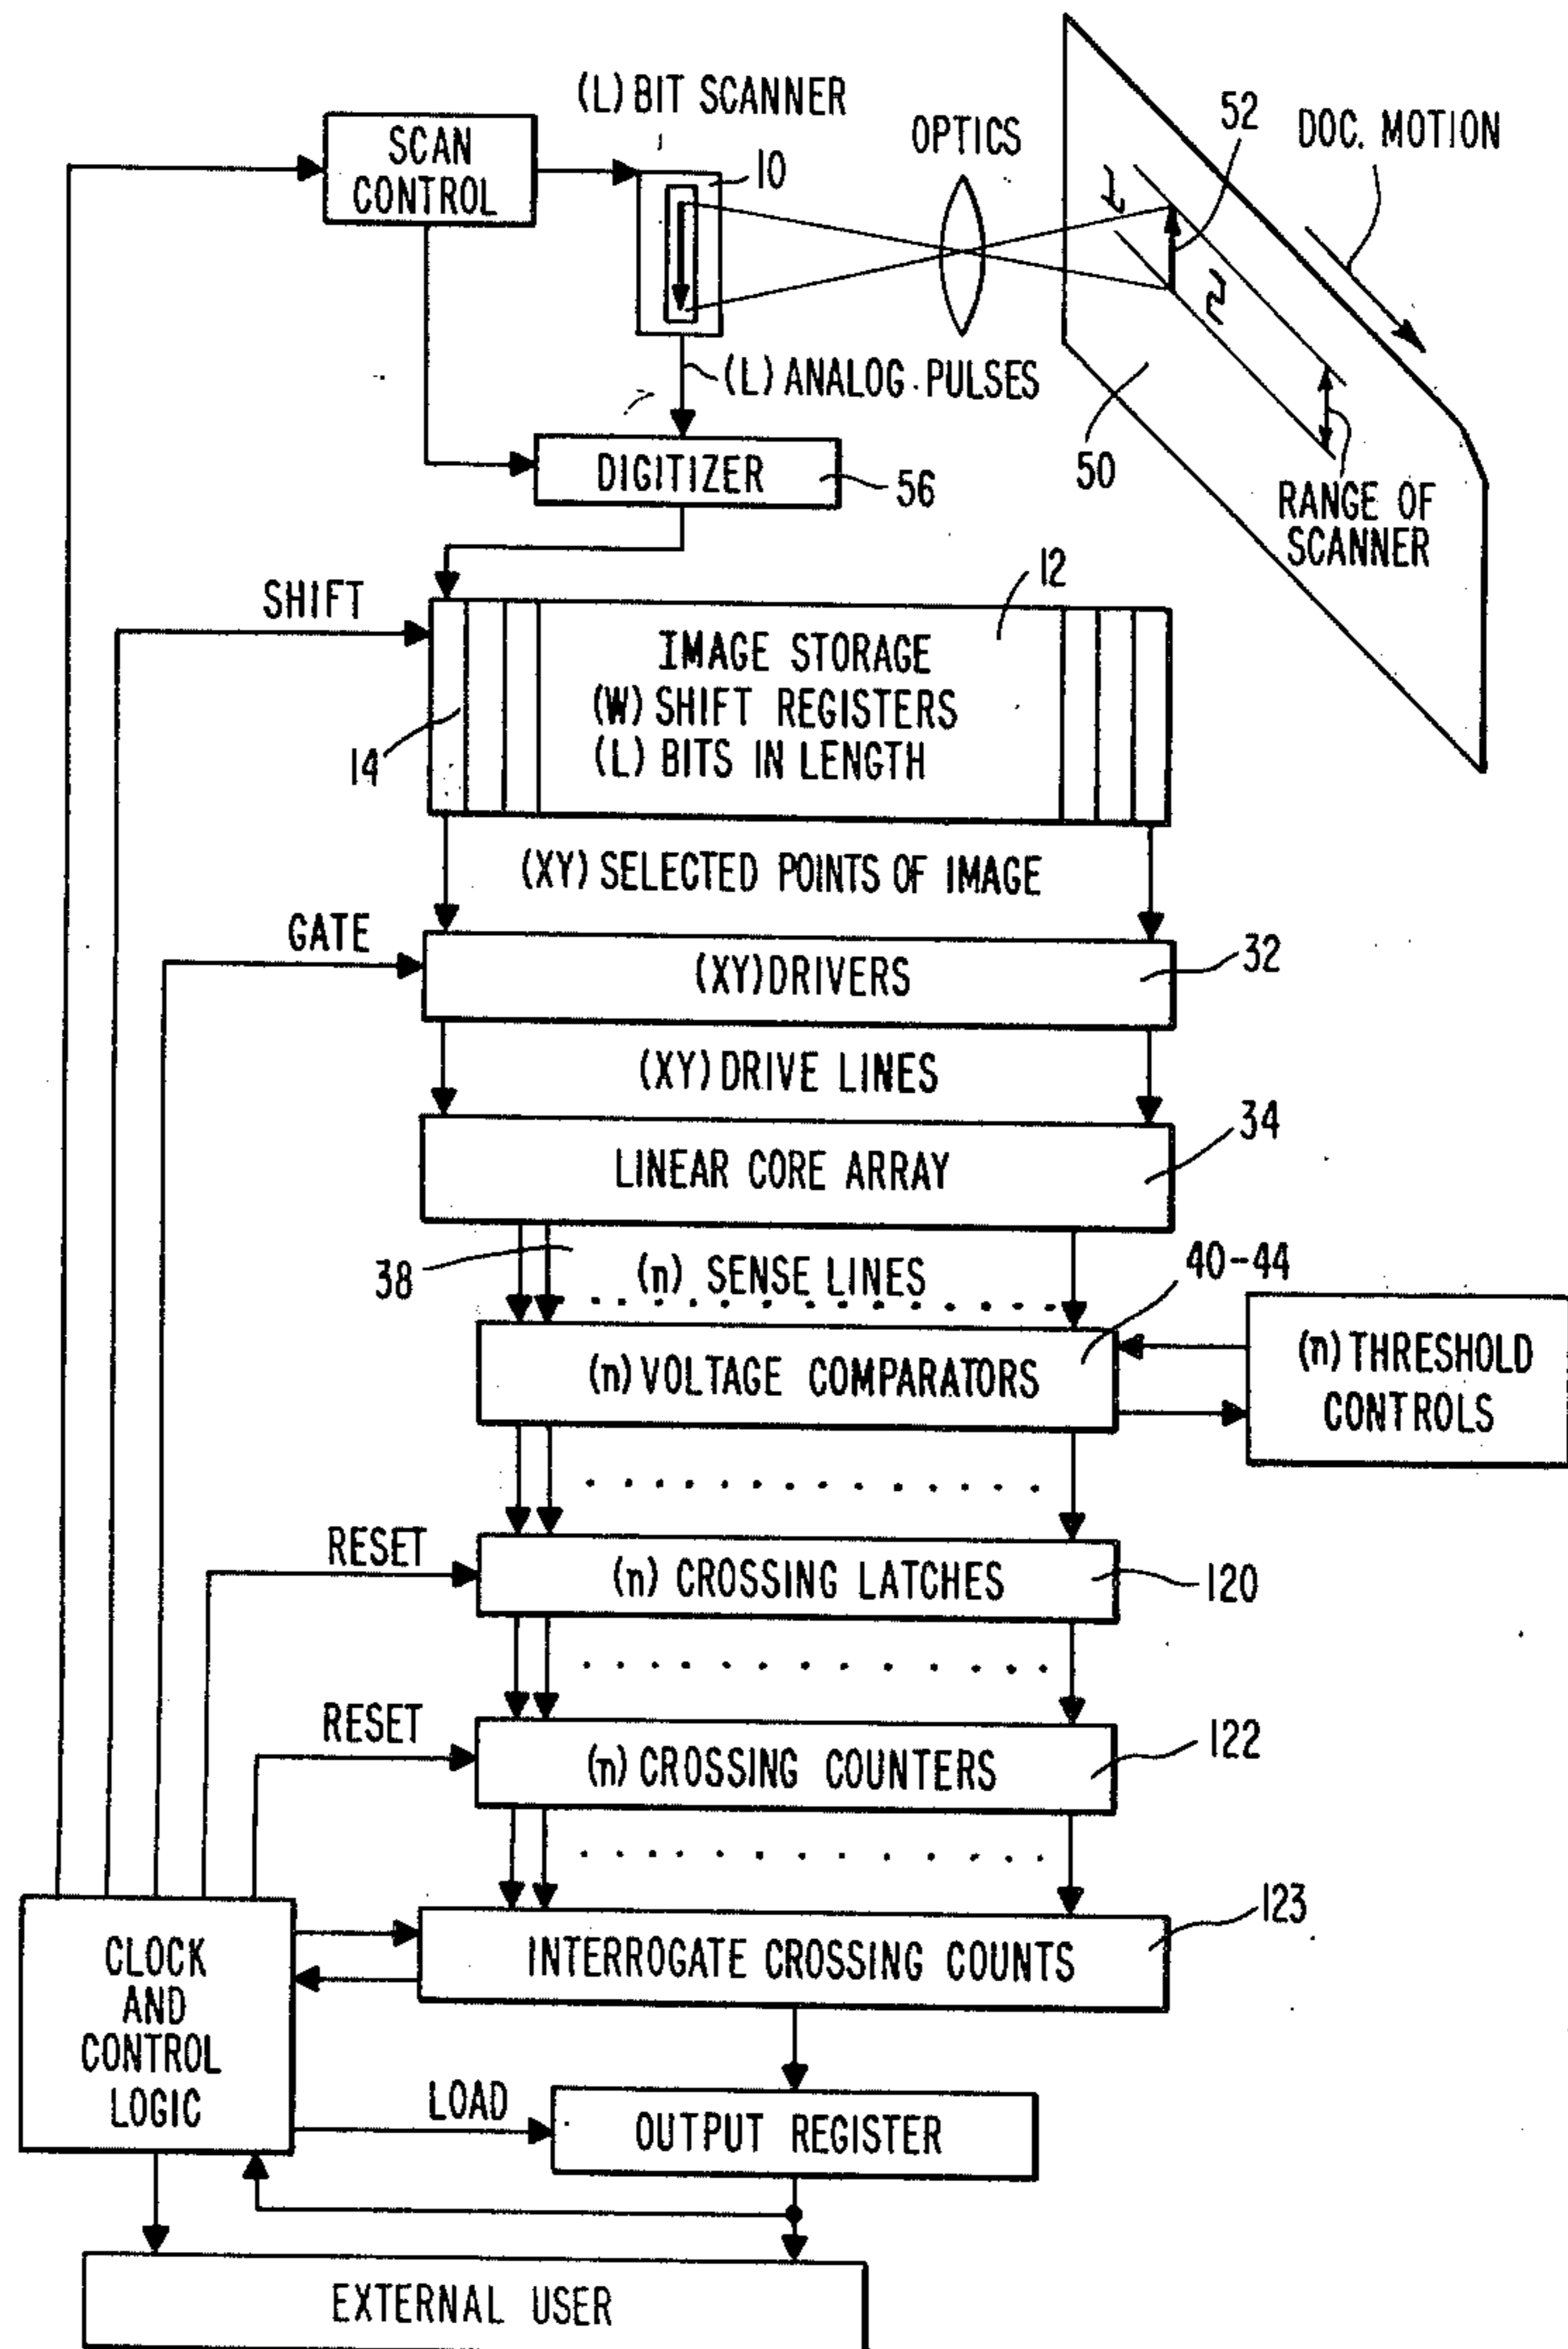 (L) BIT SCANNER
SCAN
CONTROL
10
OPTICS
52
DOC. MOTION
1
2
(L) ANALOG PULSES
50
RANGE OF
SCANNER
DIGITIZER
56
SHIFT
12
IMAGE STORAGE
(W) SHIFT REGISTERS
(L) BITS IN LENGTH
14
(XY) SELECTED POINTS OF IMAGE
GATE
(XY) DRIVERS
32
(XY) DRIVE LINES
34
LINEAR CORE ARRAY
38
(n) SENSE LINES
40-44
(n) VOLTAGE COMPARATORS
(n) THRESHOLD
CONTROLS
RESET
(n) CROSSING LATCHES
120
RESET
(n) CROSSING COUNTERS
122
123
INTERROGATE CROSSING COUNTS
CLOCK
AND
CONTROL
LOGIC
LOAD
OUTPUT REGISTER
EXTERNAL USER